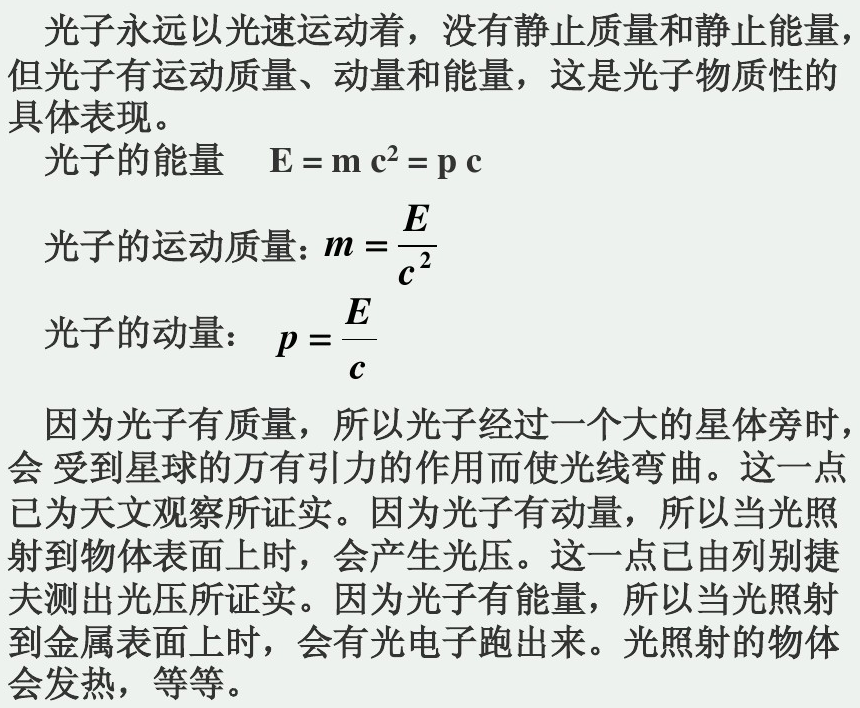 光子永远以光速运动着，没有静止质量和静止能量，
但光子有运动质量、动量和能量，这是光子物质性的
具体表现。
光子的能量 E = m c² = p c
光子的运动质量：m = E/c²
光子的动量： p = E/c
因为光子有质量，所以光子经过一个大的星体旁时，
会 受到星球的万有引力的作用而使光线弯曲。这一点
已为天文观察所证实。因为光子有动量，所以当光照
射到物体表面上时，会产生光压。这一点已由列别捷
夫测出光压所证实。因为光子有能量，所以当光照射
到金属表面上时，会有光电子跑出来。光照射的物体
会发热，等等。